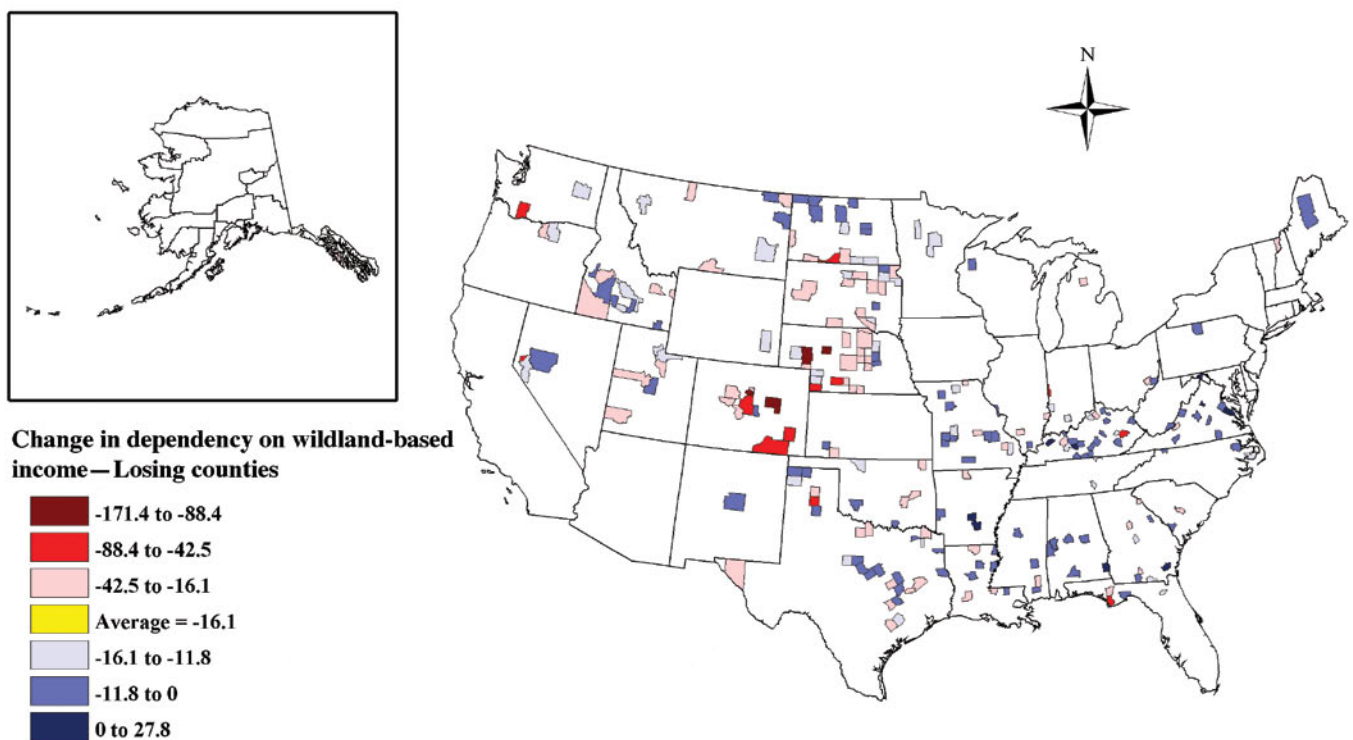 N
Change in dependency on wildland-based
income—Losing counties
-171.4 to -88.4
-88.4 to -42.5
-42.5 to -16.1
Average = -16.1
-16.1 to -11.8
-11.8 to 0
0 to 27.8